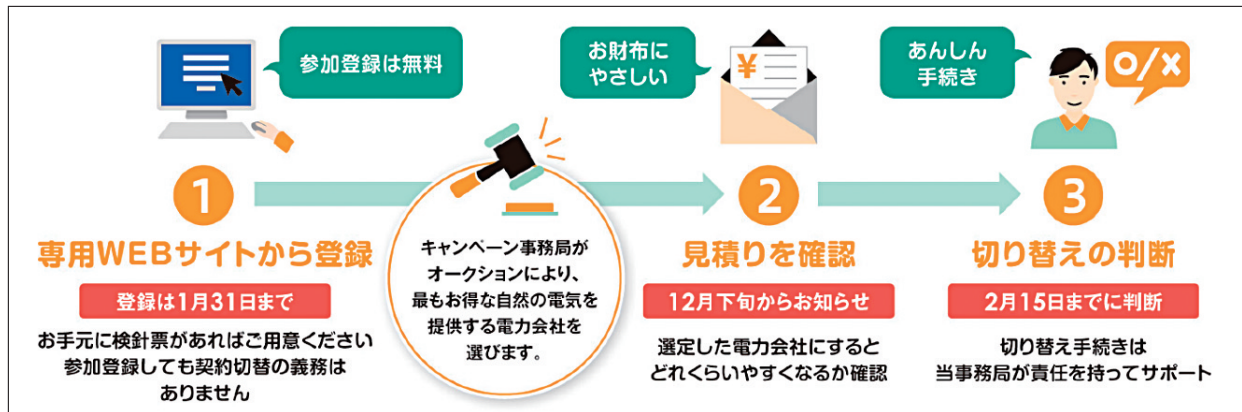 参加登録は無料
お財布に
やさしい
¥
あんしん
手続き
O/X
1
専用WEBサイトから登録
登録は1月31日まで
お手元に検針票があればご用意ください
参加登録しても契約切替の義務は
ありません
キャンペーン事務局が
オークションにより、
最もお得な自然の電気を
提供する電力会社を
選びます。
2
見積りを確認
12月下旬からお知らせ
選定した電力会社にすると
どれくらいやすくなるか確認
3
切り替えの判断
2月15日までに判断
切り替え手続きは
当事務局が責任を持ってサポート